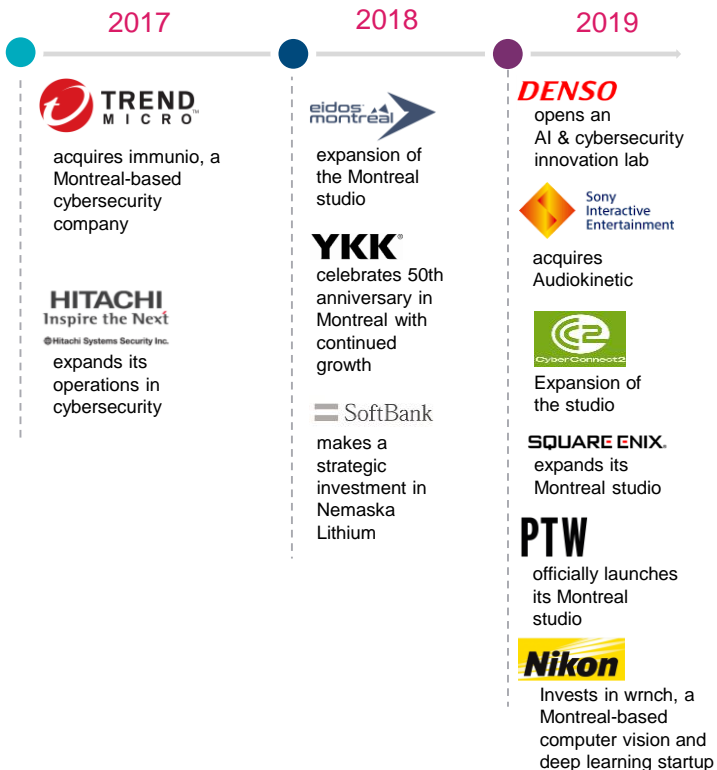 2017
TREND
MICRO™
acquires immunio, a
Montreal-based
cybersecurity
company
HITACHI
Inspire the Next
@Hitachi Systems Security Inc.
expands its
operations in
cybersecurity
2018
eidos
montréal
expansion of
the Montreal
studio
YKK®
celebrates 50th
anniversary in
Montreal with
continued
growth
SoftBank
makes a
strategic
investment in
Nemaska
Lithium
2019
DENSO
opens an
AI & cybersecurity
innovation lab
Sony
Interactive
Entertainment
acquires
Audiokinetic
CyberConnect2
Expansion of
the studio
SQUARE ENIX.
expands its
Montreal studio
PTW
officially launches
its Montreal
studio
Nikon
Invests in wrnch, a
Montreal-based
computer vision and
deep learning startup